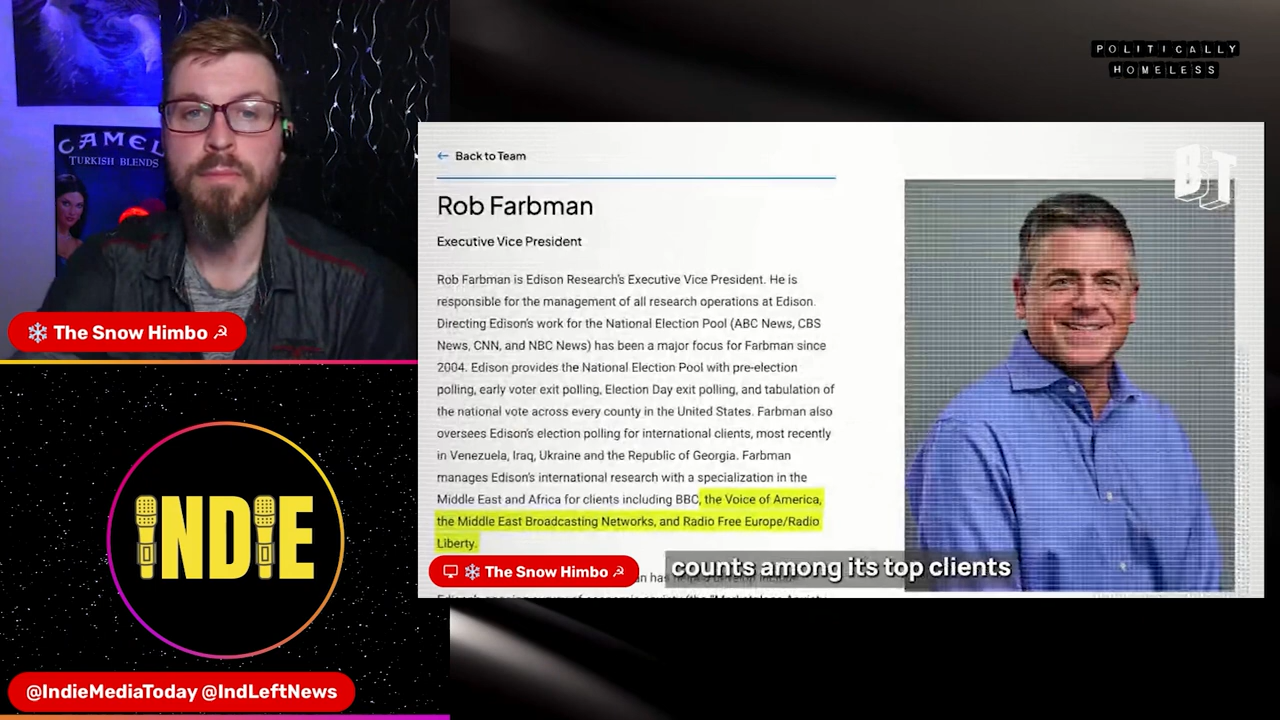 POLITICALLY
HOMELESS
CAMEL
TURKISH BLENDS
❄ The Snow Himbo ☭
INDIE
@IndieMediaToday @IndLeftNews
← Back to Team
BT
Rob Farbman
Executive Vice President
Rob Farbman is Edison Research's Executive Vice President. He is
responsible for the management of all research operations at Edison.
Directing Edison's work for the National Election Pool (ABC News, CBS
News, CNN, and NBC News) has been a major focus for Farbman since
2004. Edison provides the National Election Pool with pre-election
polling, early voter exit polling, Election Day exit polling, and tabulation of
the national vote across every county in the United States. Farbman also
oversees Edison's election polling for international clients, most recently
in Venezuela, Iraq, Ukraine and the Republic of Georgia. Farbman
manages Edison's international research with a specialization in the
Middle East and Africa for clients including BBC, the Voice of America,
the Middle East Broadcasting Networks, and Radio Free Europe/Radio
Liberty.
❄ The Snow Himbo ☭
counts among its top clients